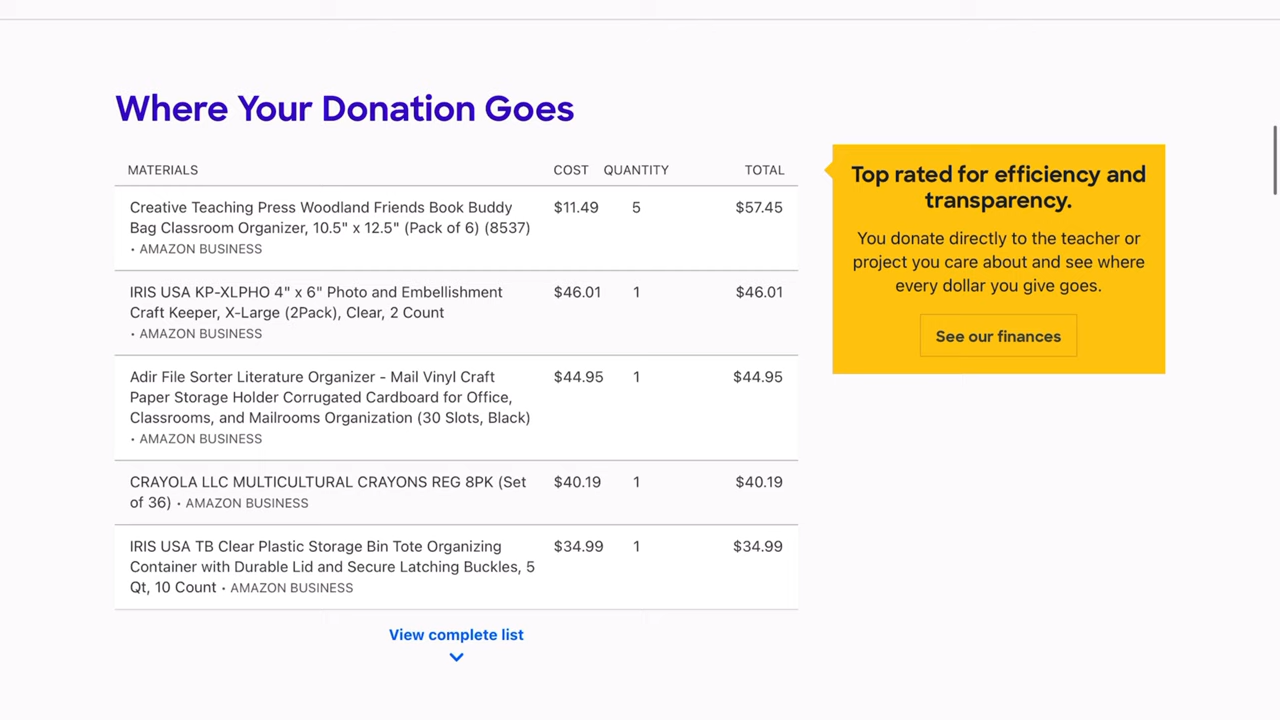 Where Your Donation Goes
MATERIALS COST QUANTITY TOTAL
Creative Teaching Press Woodland Friends Book Buddy $11.49 5 $57.45
Bag Classroom Organizer, 10.5" x 12.5" (Pack of 6) (8537)
• AMAZON BUSINESS
IRIS USA KP-XLPHO 4" x 6" Photo and Embellishment $46.01 1 $46.01
Craft Keeper, X-Large (2Pack), Clear, 2 Count
• AMAZON BUSINESS
Adir File Sorter Literature Organizer - Mail Vinyl Craft $44.95 1 $44.95
Paper Storage Holder Corrugated Cardboard for Office,
Classrooms, and Mailrooms Organization (30 Slots, Black)
• AMAZON BUSINESS
CRAYOLA LLC MULTICULTURAL CRAYONS REG 8PK (Set $40.19 1 $40.19
of 36) • AMAZON BUSINESS
IRIS USA TB Clear Plastic Storage Bin Tote Organizing $34.99 1 $34.99
Container with Durable Lid and Secure Latching Buckles, 5
Qt, 10 Count • AMAZON BUSINESS
View complete list
Top rated for efficiency and
transparency.
You donate directly to the teacher or
project you care about and see where
every dollar you give goes.
See our finances